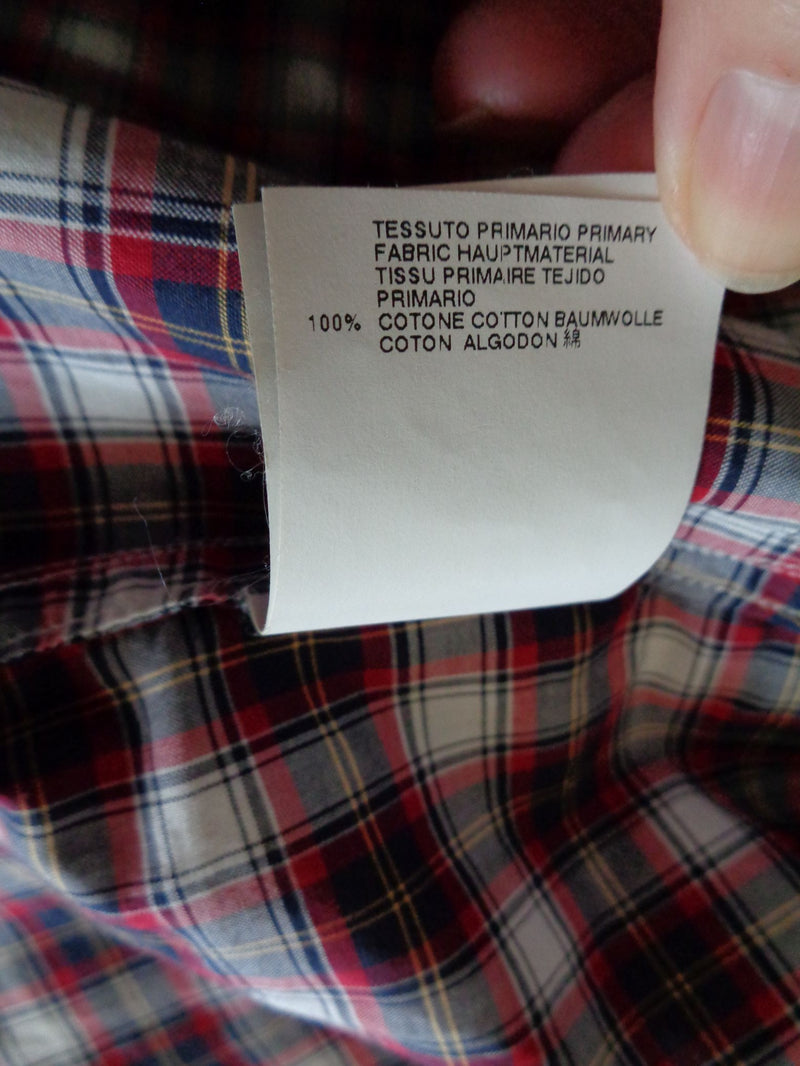 TESSUTO PRIMARIO PRIMARY
FABRIC HAUPTMATERIAL
TISSU PRIMAIRE TEJIDO
PRIMARIO
100% COTONE COTTON BAUMWOLLE
COTON ALGODON 綿